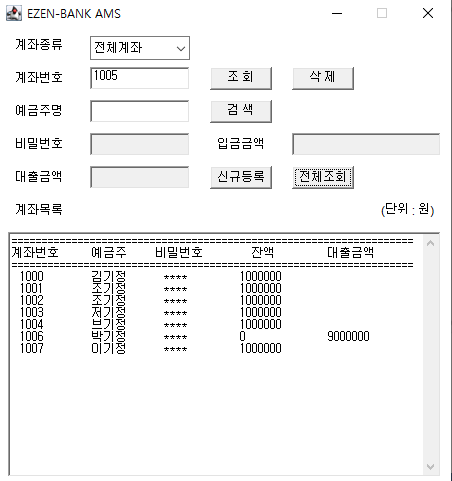 EZEN-BANK AMS
계좌종류 전체계좌
계좌번호 1005 조 회 삭 제
예금주명 검 색
비밀번호 입금금액
대출금액 신규등록 전체조회
계좌목록 (단위 : 원)
============================================================
계좌번호 예금주 비밀번호 잔액 대출금액
============================================================
1000 김기정 **** 1000000
1001 조기정 **** 1000000
1002 조기정 **** 1000000
1003 저기정 **** 1000000
1004 브기정 **** 1000000
1006 박기정 **** 0 9000000
1007 이기정 **** 1000000